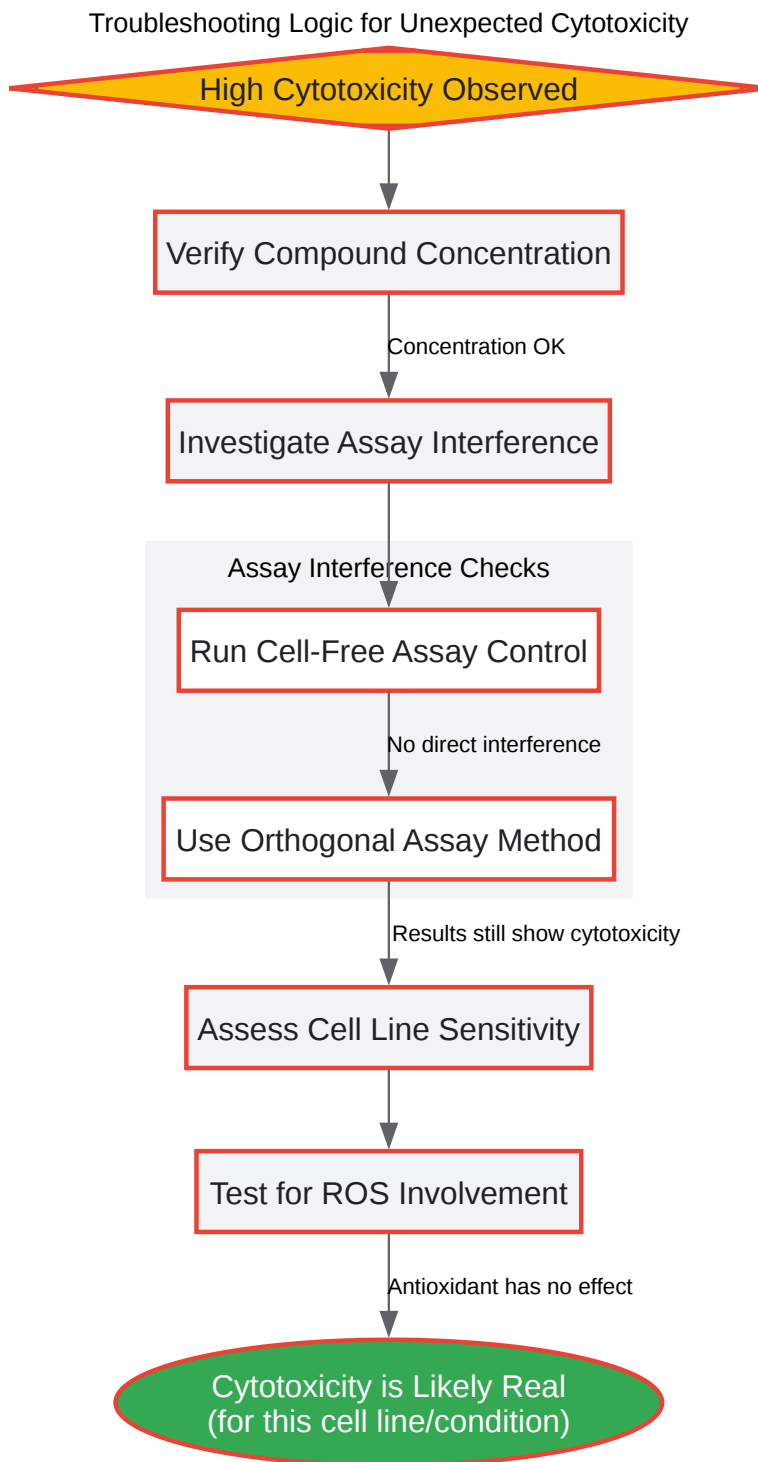 Troubleshooting Logic for Unexpected Cytotoxicity
High Cytotoxicity Observed
Verify Compound Concentration
Concentration OK
Investigate Assay Interference
Assay Interference Checks
Run Cell-Free Assay Control
No direct interference
Use Orthogonal Assay Method
Results still show cytotoxicity
Assess Cell Line Sensitivity
Test for ROS Involvement
Antioxidant has no effect
Cytotoxicity is Likely Real
(for this cell line/condition)